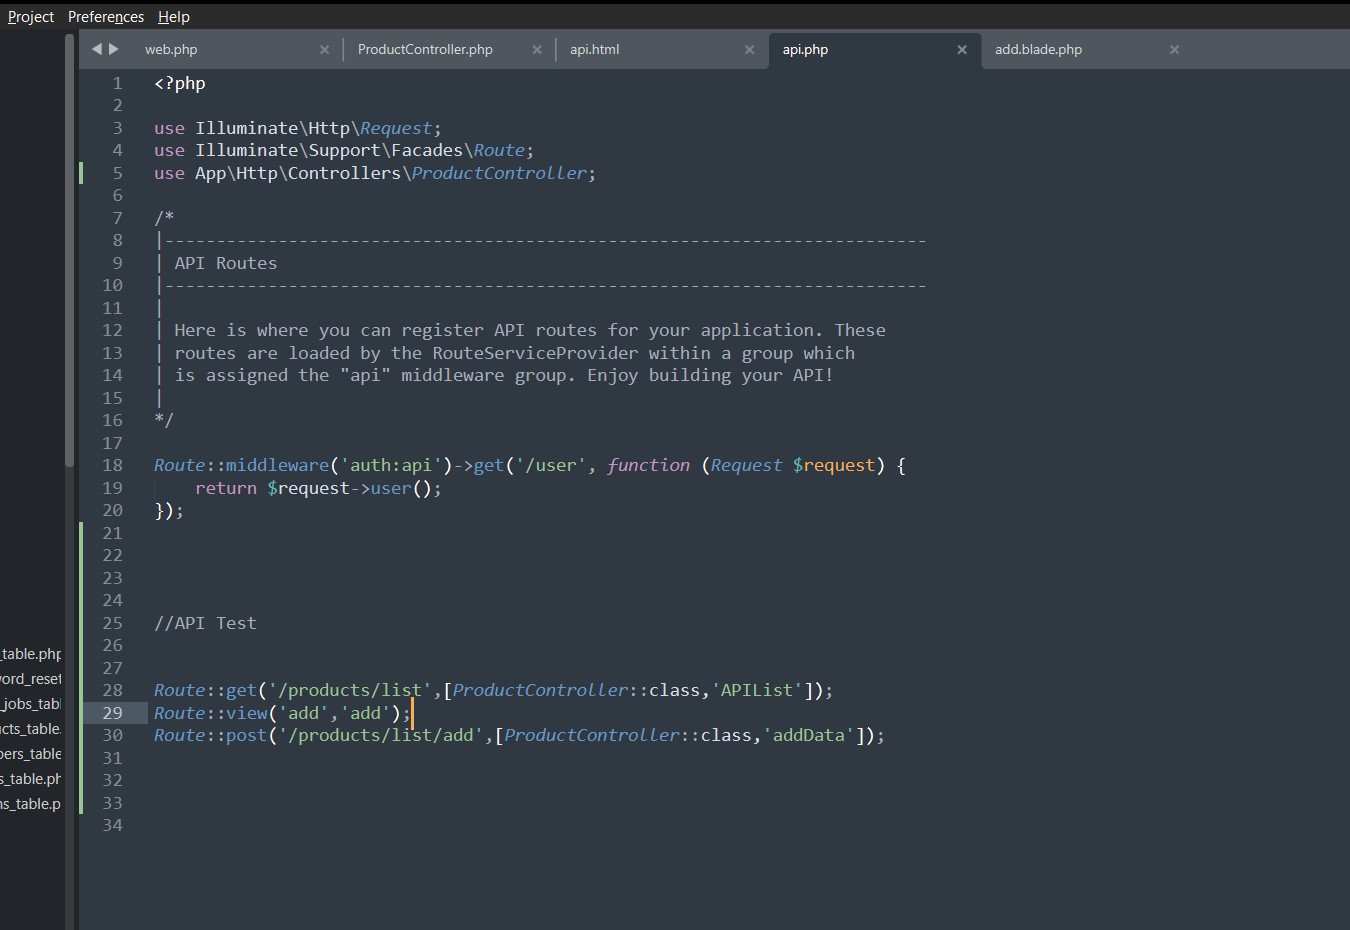 Project Preferences Help
web.php ProductController.php api.html api.php add.blade.php
1 <?php
2
3 use Illuminate\Http\Request;
4 use Illuminate\Support\Facades\Route;
5 use App\Http\Controllers\ProductController;
6
7 /*
8 |--------------------------------------------------------------------------
9 | API Routes
10 |--------------------------------------------------------------------------
11 |
12 | Here is where you can register API routes for your application. These
13 | routes are loaded by the RouteServiceProvider within a group which
14 | is assigned the "api" middleware group. Enjoy building your API!
15 |
16 */
17
18 Route::middleware('auth:api')->get('/user', function (Request $request) {
19     return $request->user();
20 });
21
22
23
24
25 //API Test
26
27
28 Route::get('/products/list',[ProductController::class,'APIList']);
29 Route::view('add','add');
30 Route::post('/products/list/add',[ProductController::class,'addData']);
31
32
33
34
_table.php
ord_reset
_jobs_tabl
cts_table.
ers_table
s_table.ph
ns_table.p